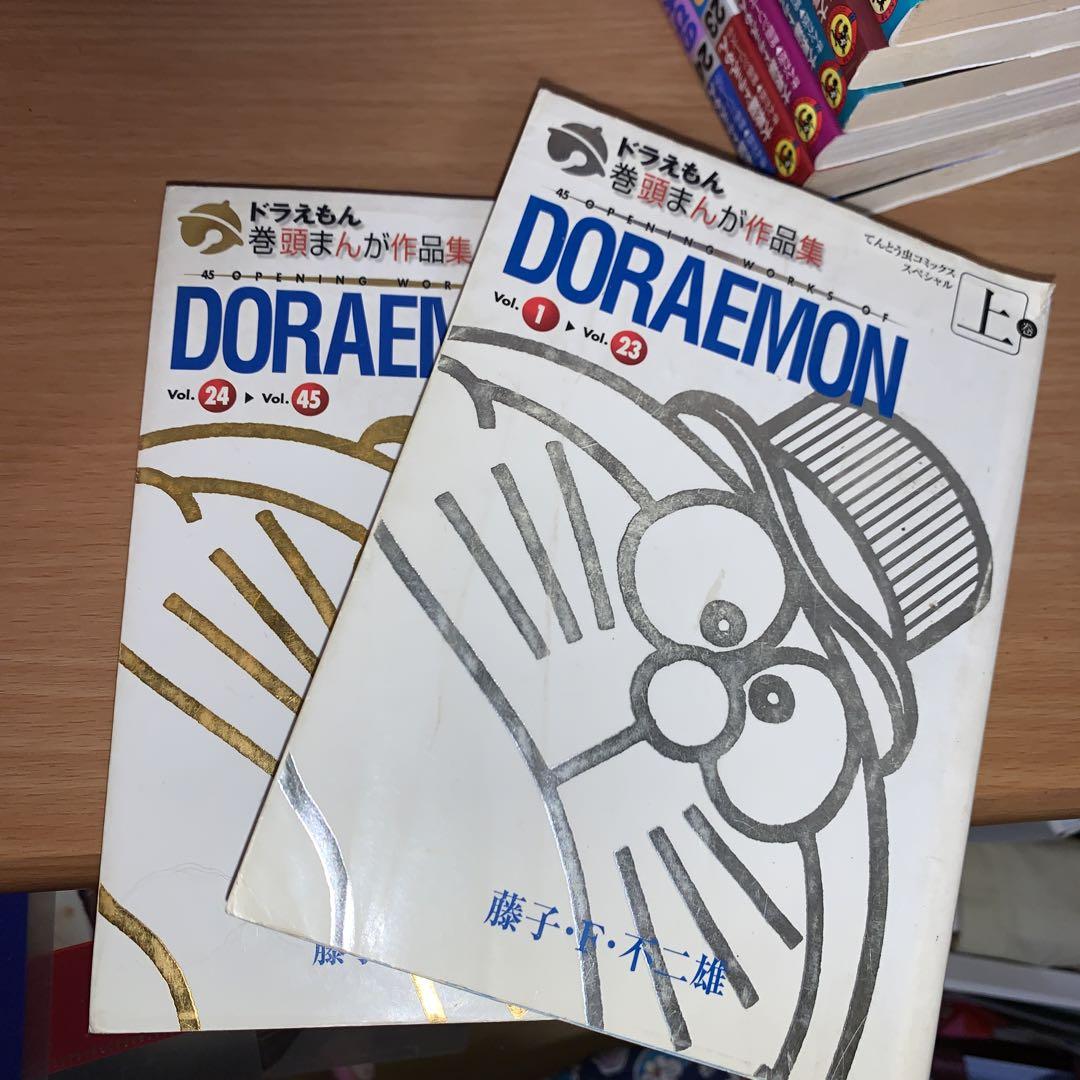 ドラえもん
巻頭まんが作品集
45 OPENING WOR
DORAEM
Vol. 24 ▶ Vol. 45
藤子
ドラえもん
巻頭まんが作品集
45 OPENING WORKS OF
DORAEMON
Vol. 1 ▶ Vol. 23
てんとう虫コミックス
スペシャル
上巻
藤子・F・不二雄